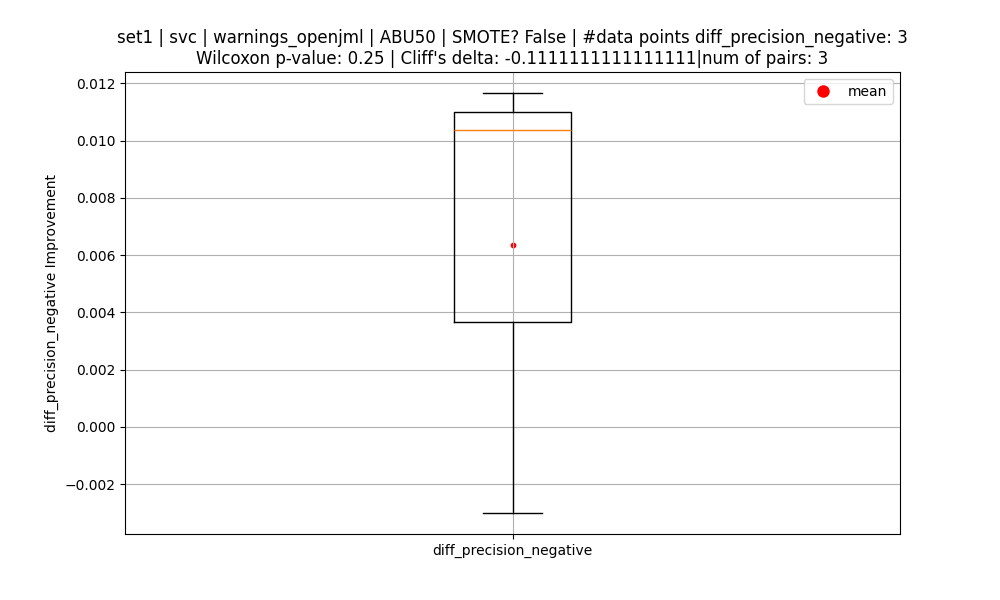 set1 | svc | warnings_openjml | ABU50 | SMOTE? False | #data points diff_precision_negative: 3
Wilcoxon p-value: 0.25 | Cliff's delta: -0.1111111111111111|num of pairs: 3
mean
0.012
0.010
0.008
0.006
0.004
0.002
0.000
−0.002
diff_precision_negative Improvement
diff_precision_negative